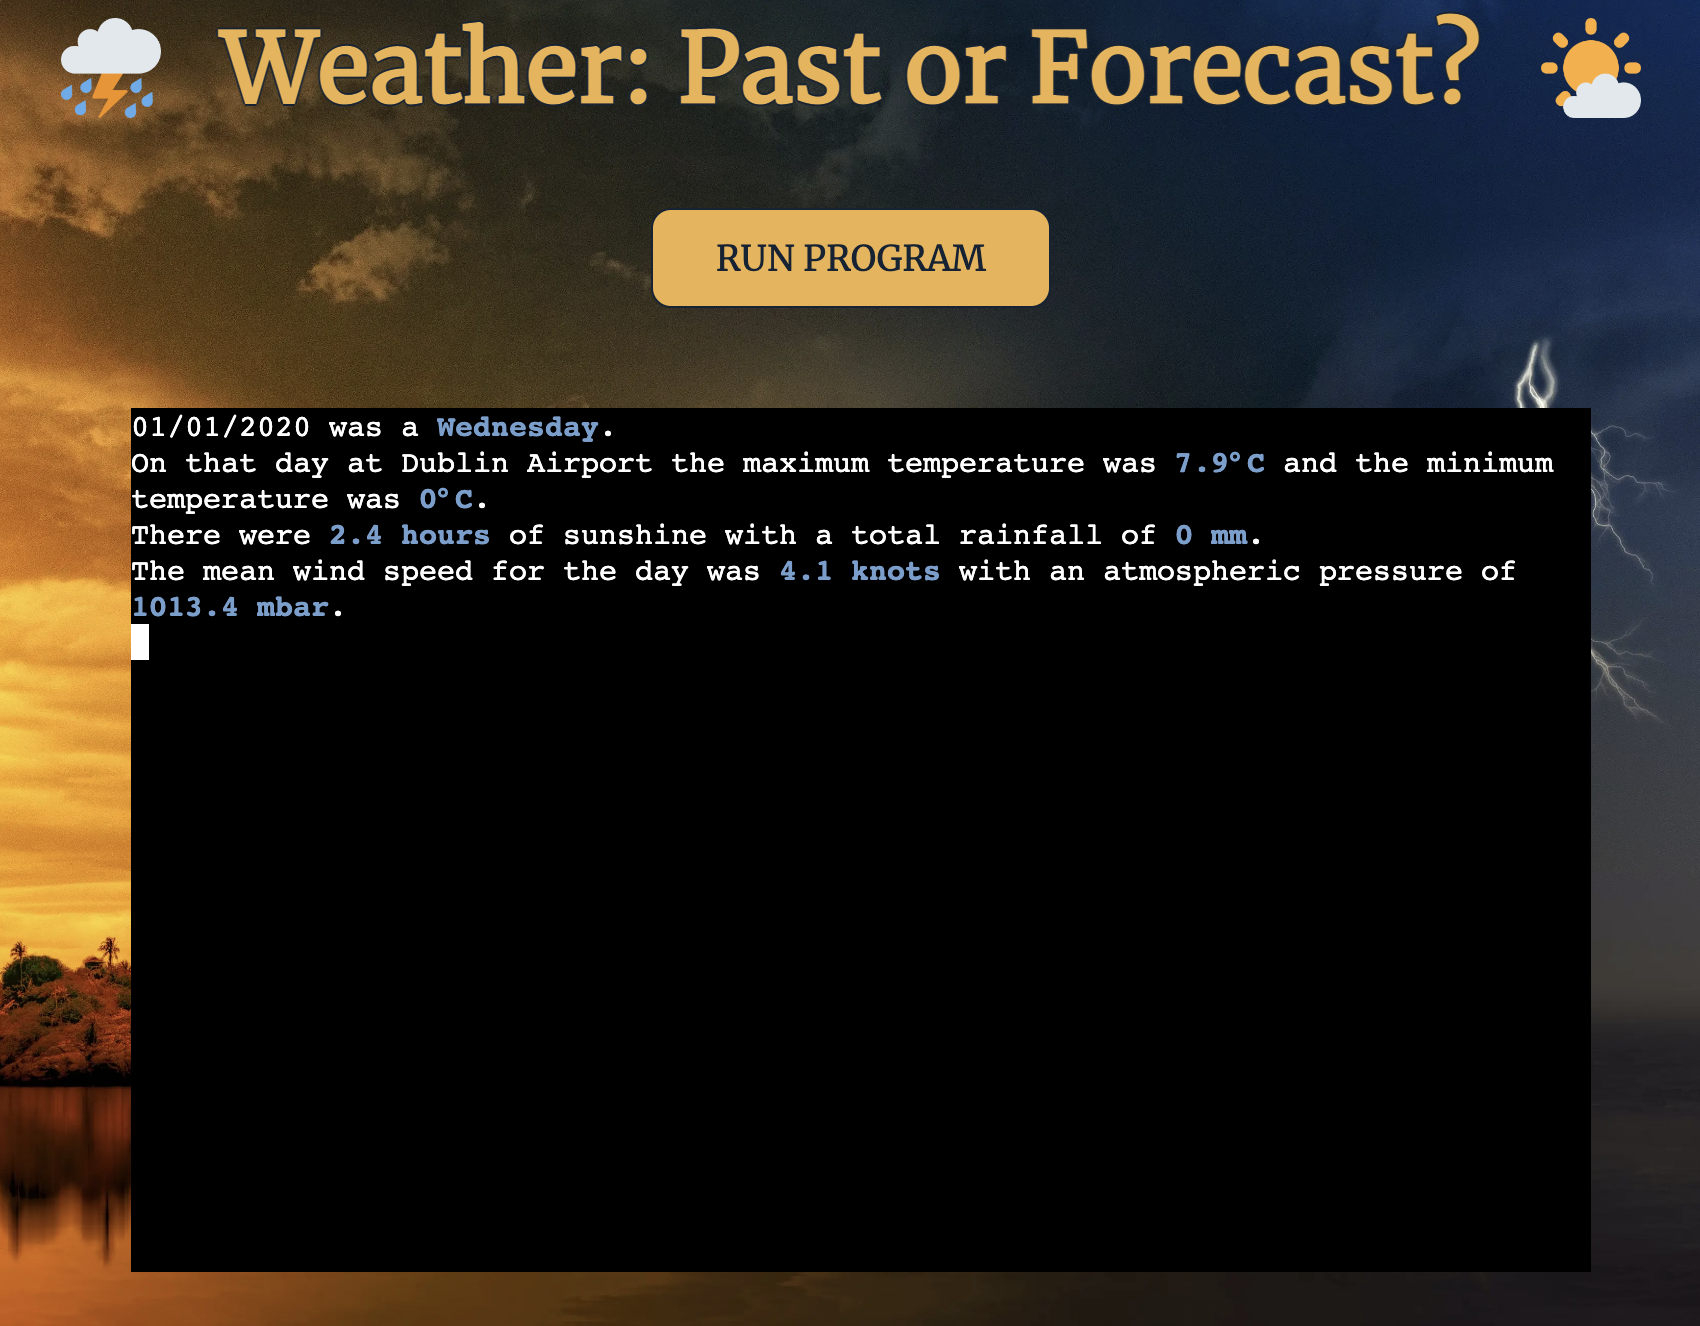 Weather: Past or Forecast?
RUN PROGRAM
01/01/2020 was a Wednesday.
On that day at Dublin Airport the maximum temperature was 7.9°C and the minimum
temperature was 0°C.
There were 2.4 hours of sunshine with a total rainfall of 0 mm.
The mean wind speed for the day was 4.1 knots with an atmospheric pressure of
1013.4 mbar.